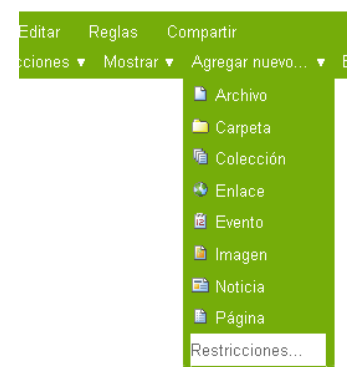 Editar Reglas Compartir
cciones ▼ Mostrar ▼ Agregar nuevo... ▼ E
Archivo
Carpeta
Colección
Enlace
Evento
Imagen
Noticia
Página
Restricciones...